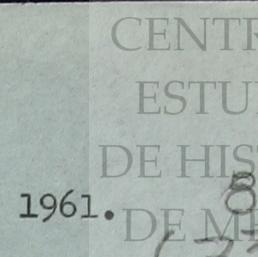 CENTR
ESTU
DE HIS
1961. DE M